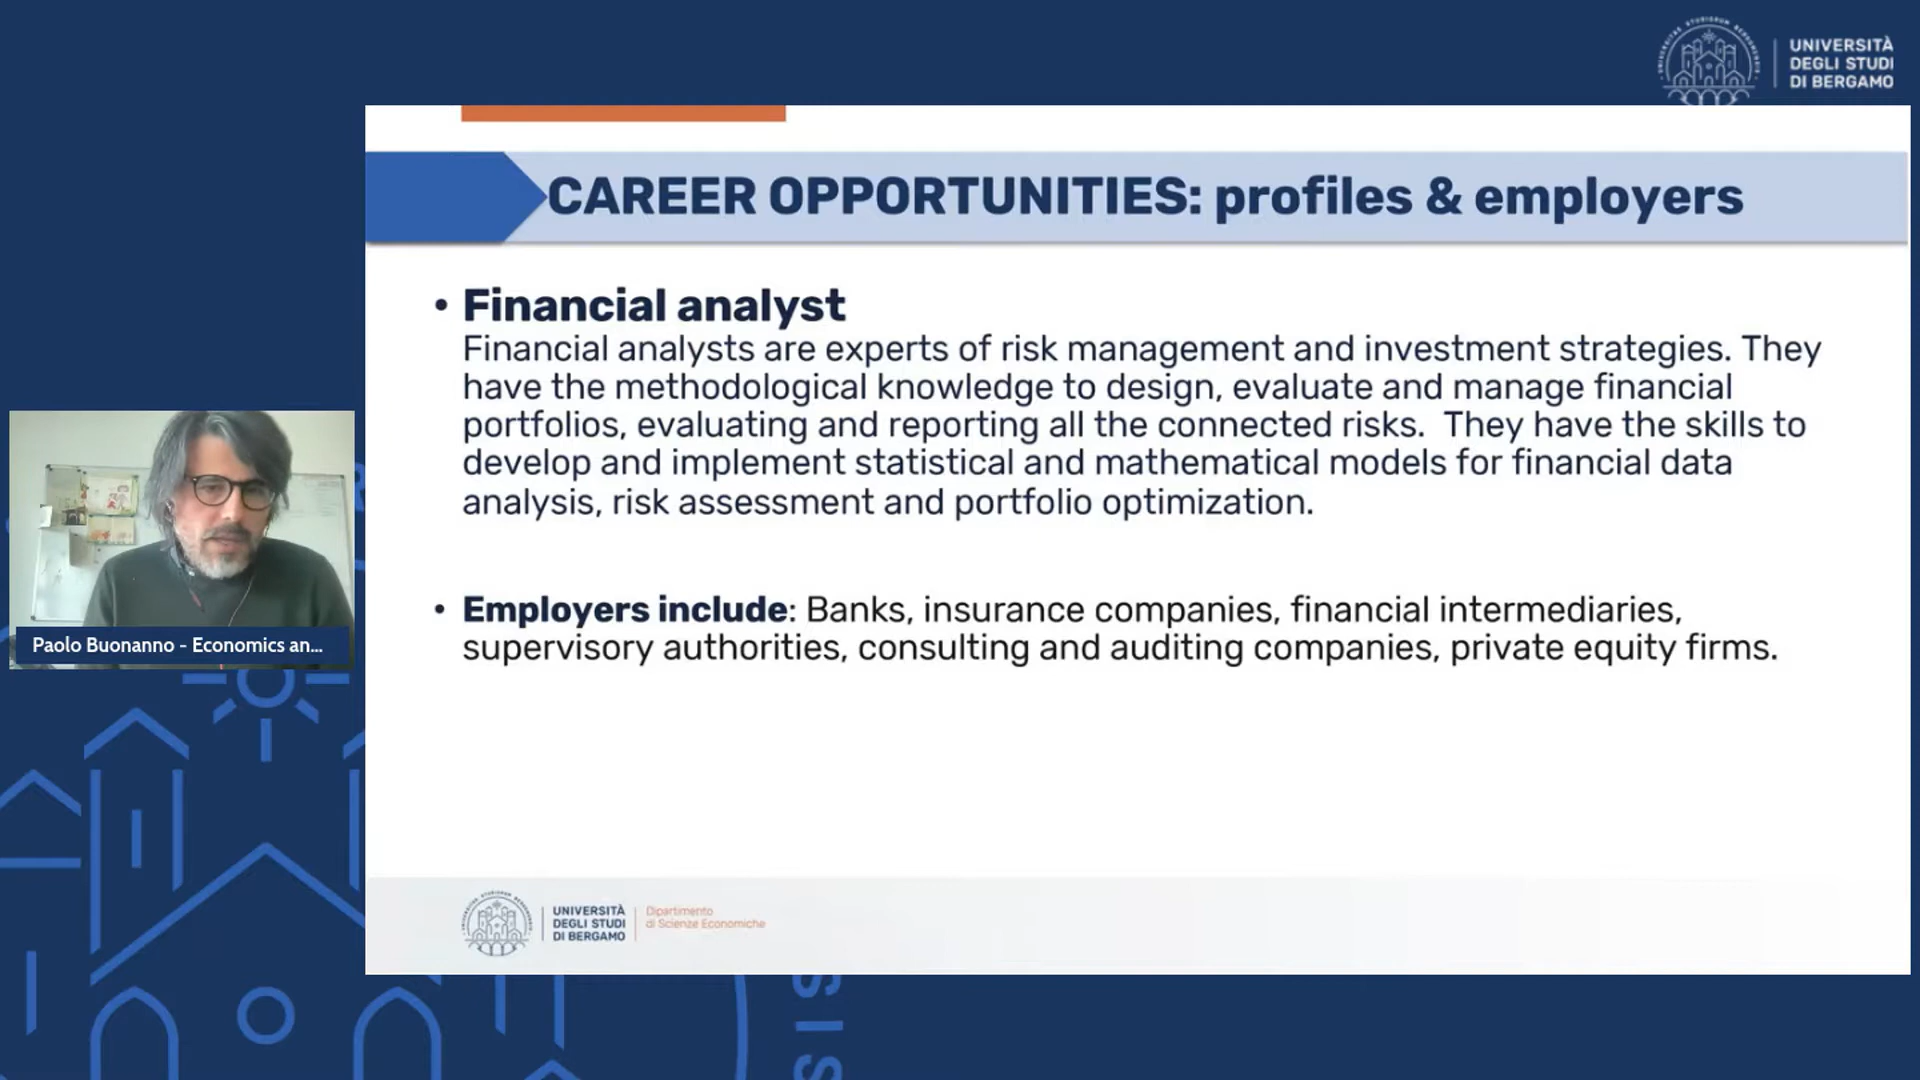 UNIVERSITÀ
DEGLI STUDI
DI BERGAMO
CAREER OPPORTUNITIES: profiles & employers
• Financial analyst
Financial analysts are experts of risk management and investment strategies. They
have the methodological knowledge to design, evaluate and manage financial
portfolios, evaluating and reporting all the connected risks.  They have the skills to
develop and implement statistical and mathematical models for financial data
analysis, risk assessment and portfolio optimization.
• Employers include: Banks, insurance companies, financial intermediaries,
supervisory authorities, consulting and auditing companies, private equity firms.
Paolo Buonanno - Economics an...
UNIVERSITÀ
DEGLI STUDI
DI BERGAMO
Dipartimento
di Scienze Economiche